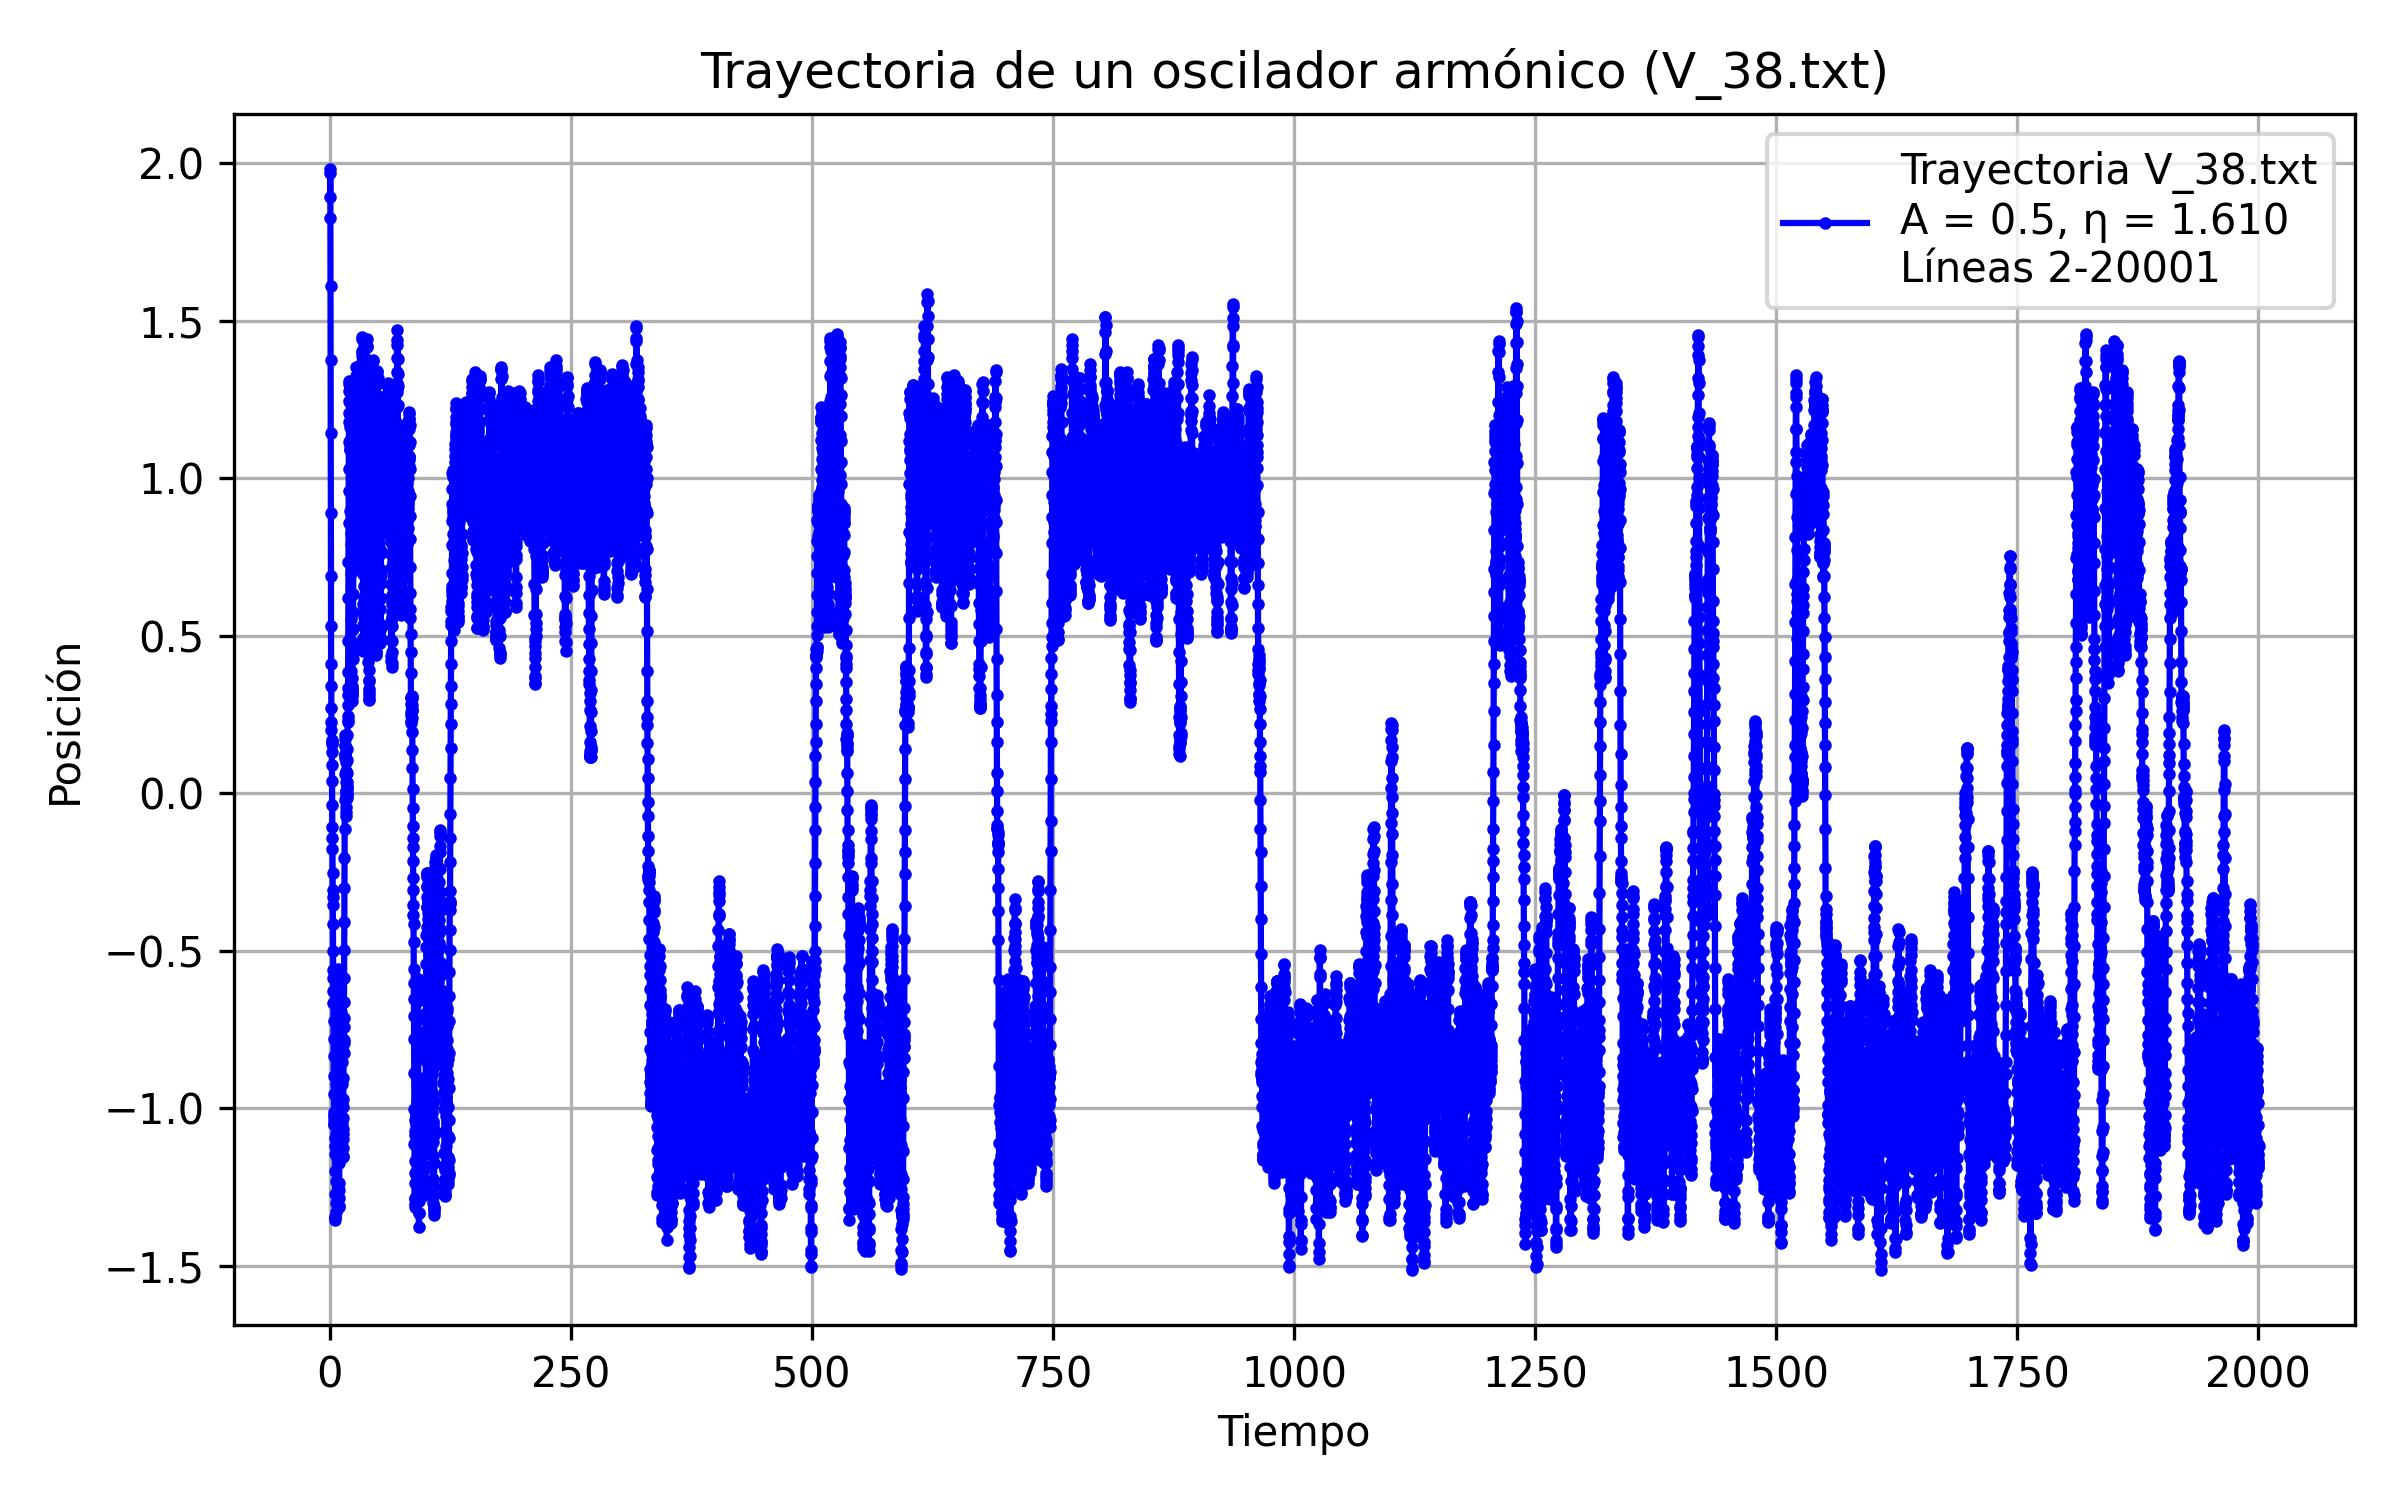 Trayectoria de un oscilador armónico (V_38.txt)
Trayectoria V_38.txt
A = 0.5, η = 1.610
Líneas 2-20001
Posición
2.0
1.5
1.0
0.5
0.0
−0.5
−1.0
−1.5
0 250 500 750 1000 1250 1500 1750 2000
Tiempo